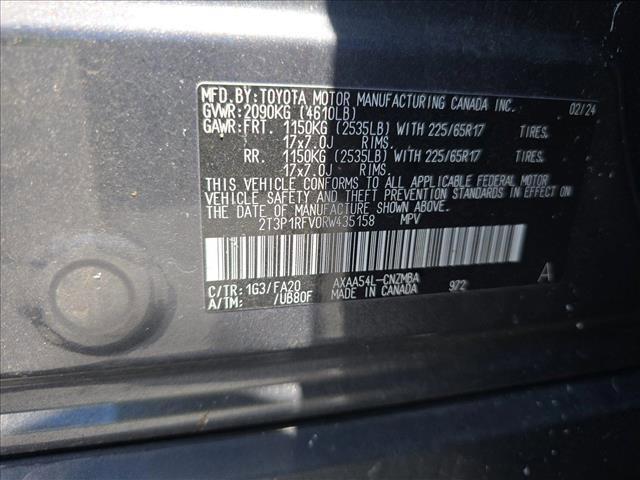 MFD.BY:TOYOTA MOTOR MANUFACTURING CANADA INC. 02/24
GVWR:2090KG (4610LB)
GAWR:FRT. 1150KG (2535LB) WITH 225/65R17 TIRES.
17x7.0J RIMS.
RR. 1150KG (2535LB) WITH 225/65R17 TIRES.
17x7.0J RIMS.
THIS VEHICLE CONFORMS TO ALL APPLICABLE FEDERAL MOTOR
VEHICLE SAFETY AND THEFT PREVENTION STANDARDS IN EFFECT ON
THE DATE OF MANUFACTURE SHOWN ABOVE.
2T3P1RFV0RW435158 MPV
C/TR:1G3/FA20 AXAA54L-CNZMBA A
A/TM: /U680F MADE IN CANADA 9Z2